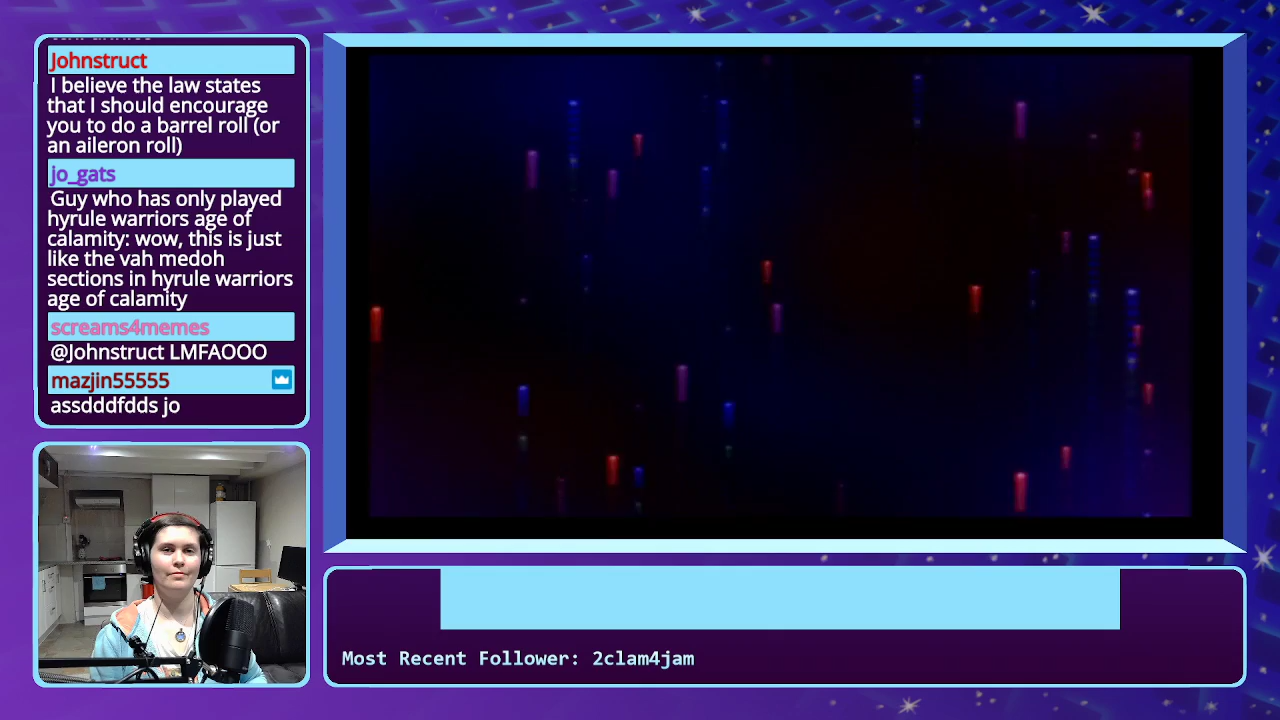 Johnstruct
I believe the law states
that I should encourage
you to do a barrel roll (or
an aileron roll)
jo_gats
Guy who has only played
hyrule warriors age of
calamity: wow, this is just
like the vah medoh
sections in hyrule warriors
age of calamity
screams4memes
@Johnstruct LMFAOOO
mazjin55555
assdddfdds jo
Most Recent Follower: 2clam4jam